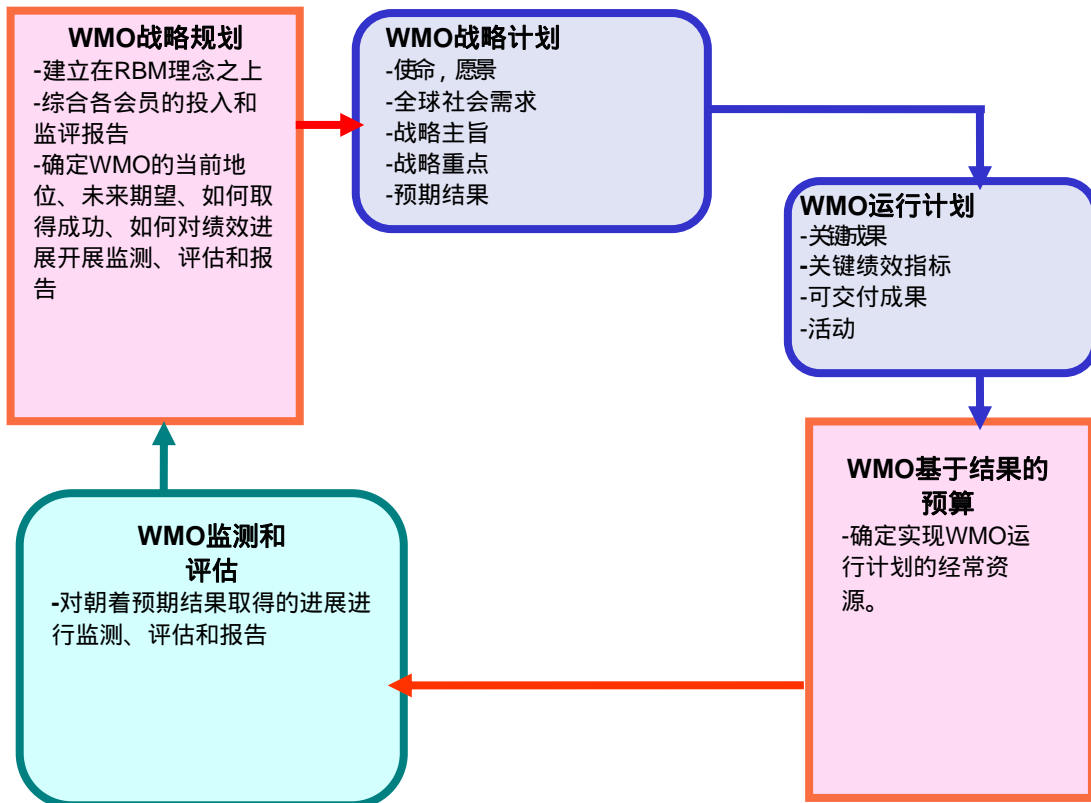 WMO战略规划
-建立在RBM理念之上
-综合各会员的投入和
监评报告
-确定WMO的当前地
位、未来期望、如何取
得成功、如何对绩效进
展开展监测、评估和报
告
WMO战略计划
-使命，愿景
-全球社会需求
-战略主旨
-战略重点
-预期结果
WMO运行计划
-关键成果
-关键绩效指标
-可交付成果
-活动
WMO基于结果的
预算
-确定实现WMO运
行计划的经常资
源。
WMO监测和
评估
-对朝着预期结果取得的进展进
行监测、评估和报告